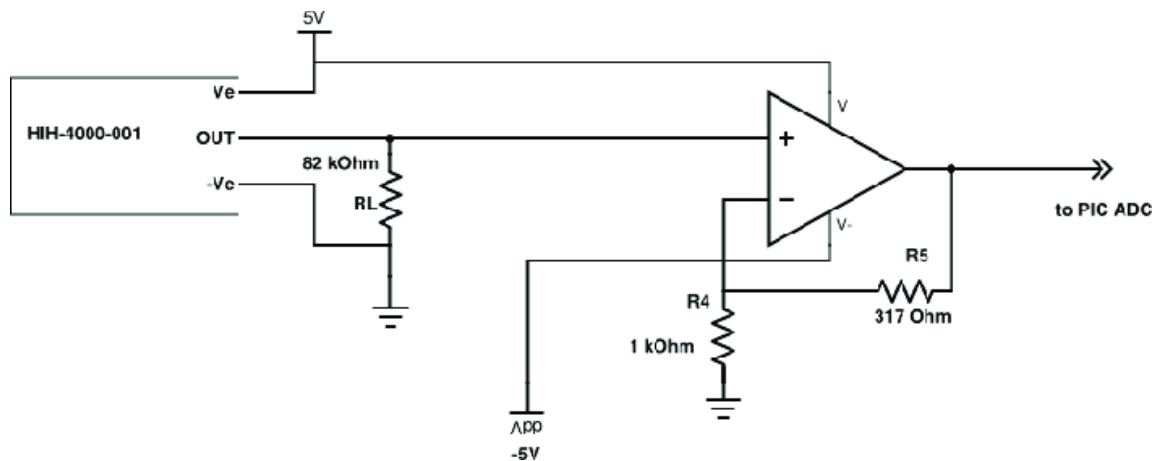 5V
Ve
HIH-4000-001
OUT
-Vc
82 kOhm
RL
+
−
V
V-
to PIC ADC
R5
317 Ohm
R4
1 kOhm
Vpp
-5V